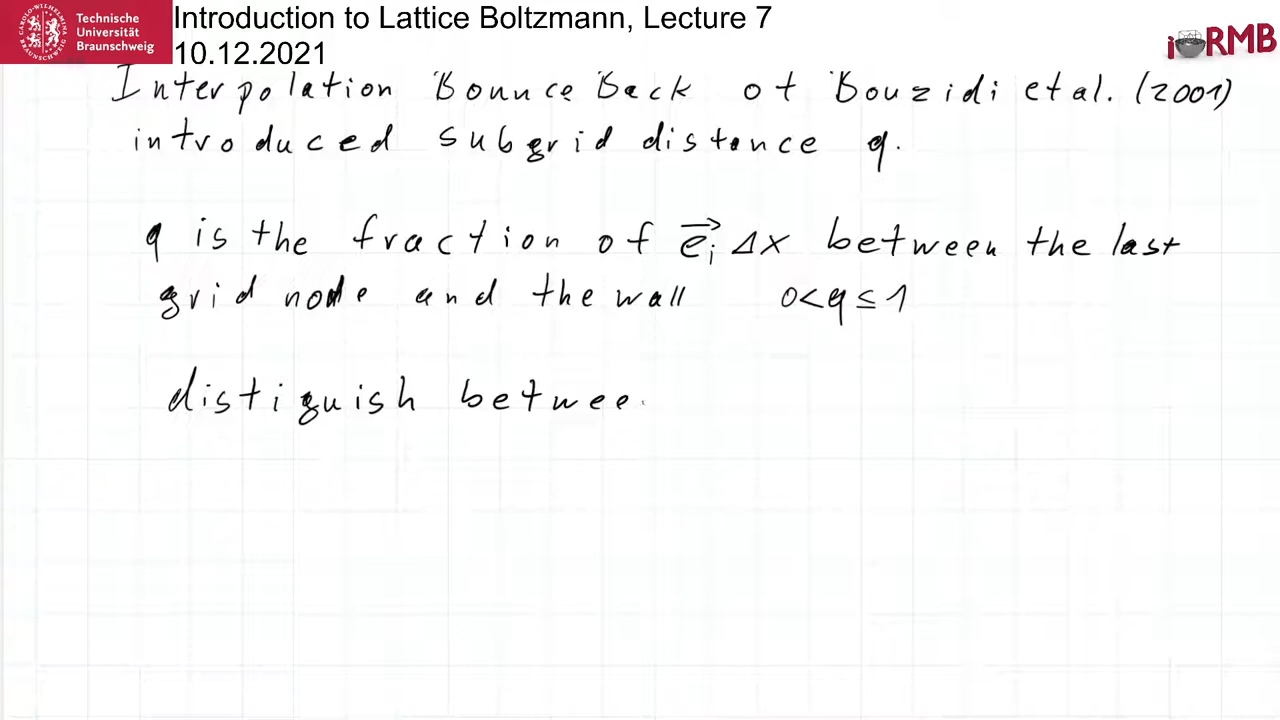 Technische
Universität
Braunschweig
Introduction to Lattice Boltzmann, Lecture 7
10.12.2021
iRMB
Interpolation Bounce Back of Bouzidi et al. (2001)
introduced subgrid distance q.
q is the fraction of e⃗ᵢ Δx between the last
grid node and the wall 0<q≤1
distiguish betwee